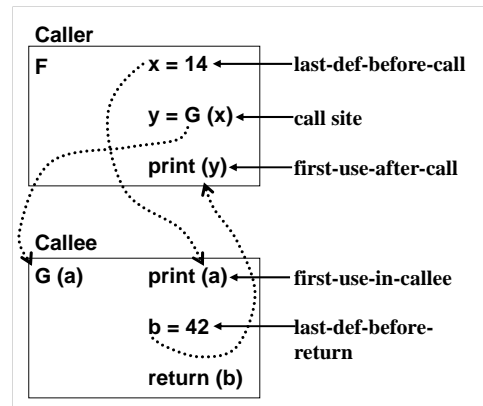 Caller
F
x = 14
last-def-before-call
y = G (x)
call site
print (y)
first-use-after-call
Callee
G (a)
print (a)
first-use-in-callee
b = 42
last-def-before-
return
return (b)